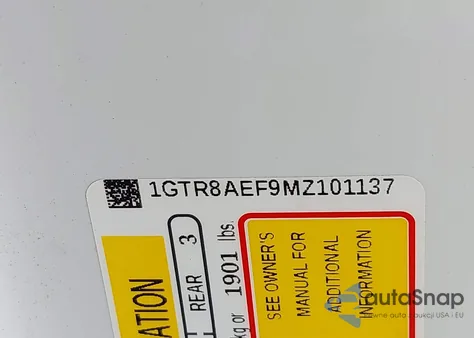 1GTR8AEF9MZ101137
ATION
REAR 3
kg or 1901 lbs.
SEE OWNER'S
MANUAL FOR
ADDITIONAL
INFORMATION
autoSnap